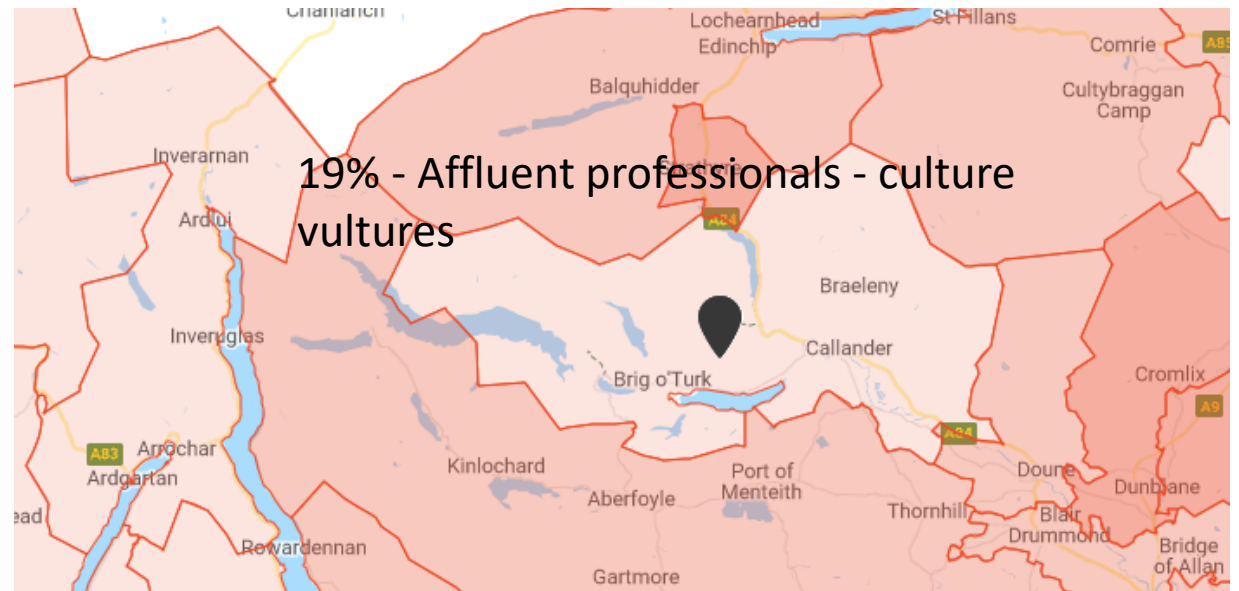 Chanlarich
Lochearnhead
St Fillans
Edinchip
Comrie
A85
Balquhidder
Cultybraggan
Camp
Inverarnan
19% - Affluent professionals - culture
vultures
Strathyre
Ardlui
A84
Braeleny
Inveruglas
Callander
Brig o'Turk
Cromlix
A9
A84
A83
Arrochar
Ardgartan
Kinlochard
Port of
Menteith
Doune
Dunblane
Aberfoyle
Thornhill
Blair
Drummond
ead
Rowardennan
Bridge
of Allan
Gartmore